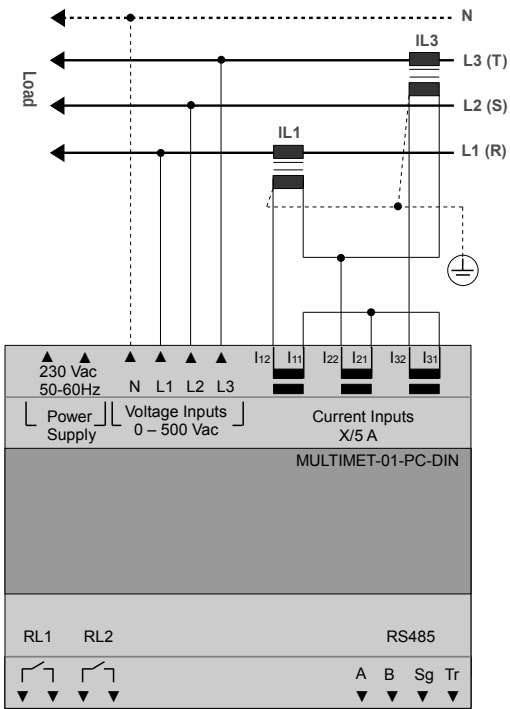 N
IL3
L3 (T)
Load
L2 (S)
IL1
L1 (R)
I12 I11 I22 I21 I32 I31
230 Vac
50-60Hz
N L1 L2 L3
Power
Supply
Voltage Inputs
0 – 500 Vac
Current Inputs
X/5 A
MULTIMET-01-PC-DIN
RL1 RL2 RS485
A B Sg Tr